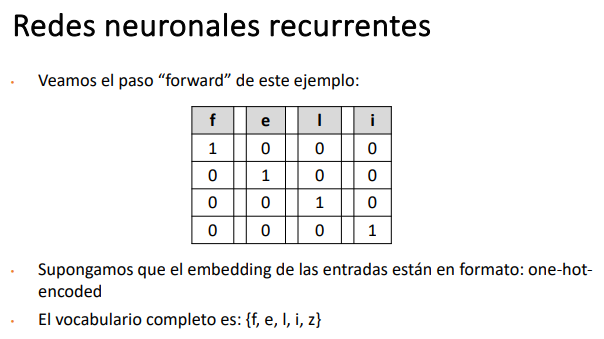 Redes neuronales recurrentes
• Veamos el paso “forward” de este ejemplo:
f e l i
1 0 0 0
0 1 0 0
0 0 1 0
0 0 0 1
• Supongamos que el embedding de las entradas están en formato: one-hot-
encoded
• El vocabulario completo es: {f, e, l, i, z}